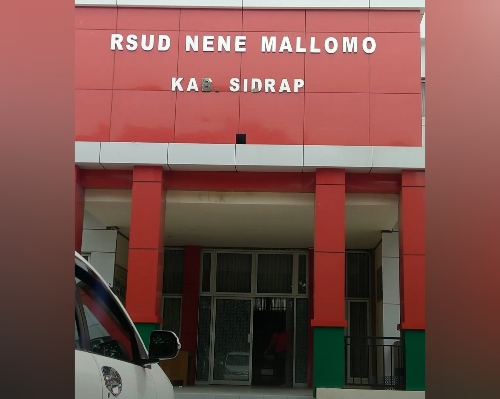 RSUD NENE MALLOMO
KAB. SIDRAP